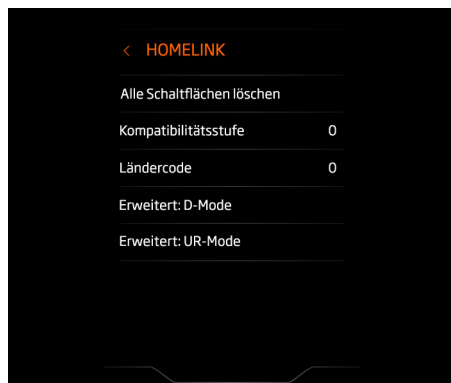 < HOMELINK
Alle Schaltflächen löschen
Kompatibilitätsstufe 0
Ländercode 0
Erweitert: D-Mode
Erweitert: UR-Mode